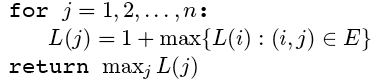 for j = 1, 2, . . . , n:
L(j) = 1 + max{L(i) : (i, j) ∈ E}
return max_j L(j)